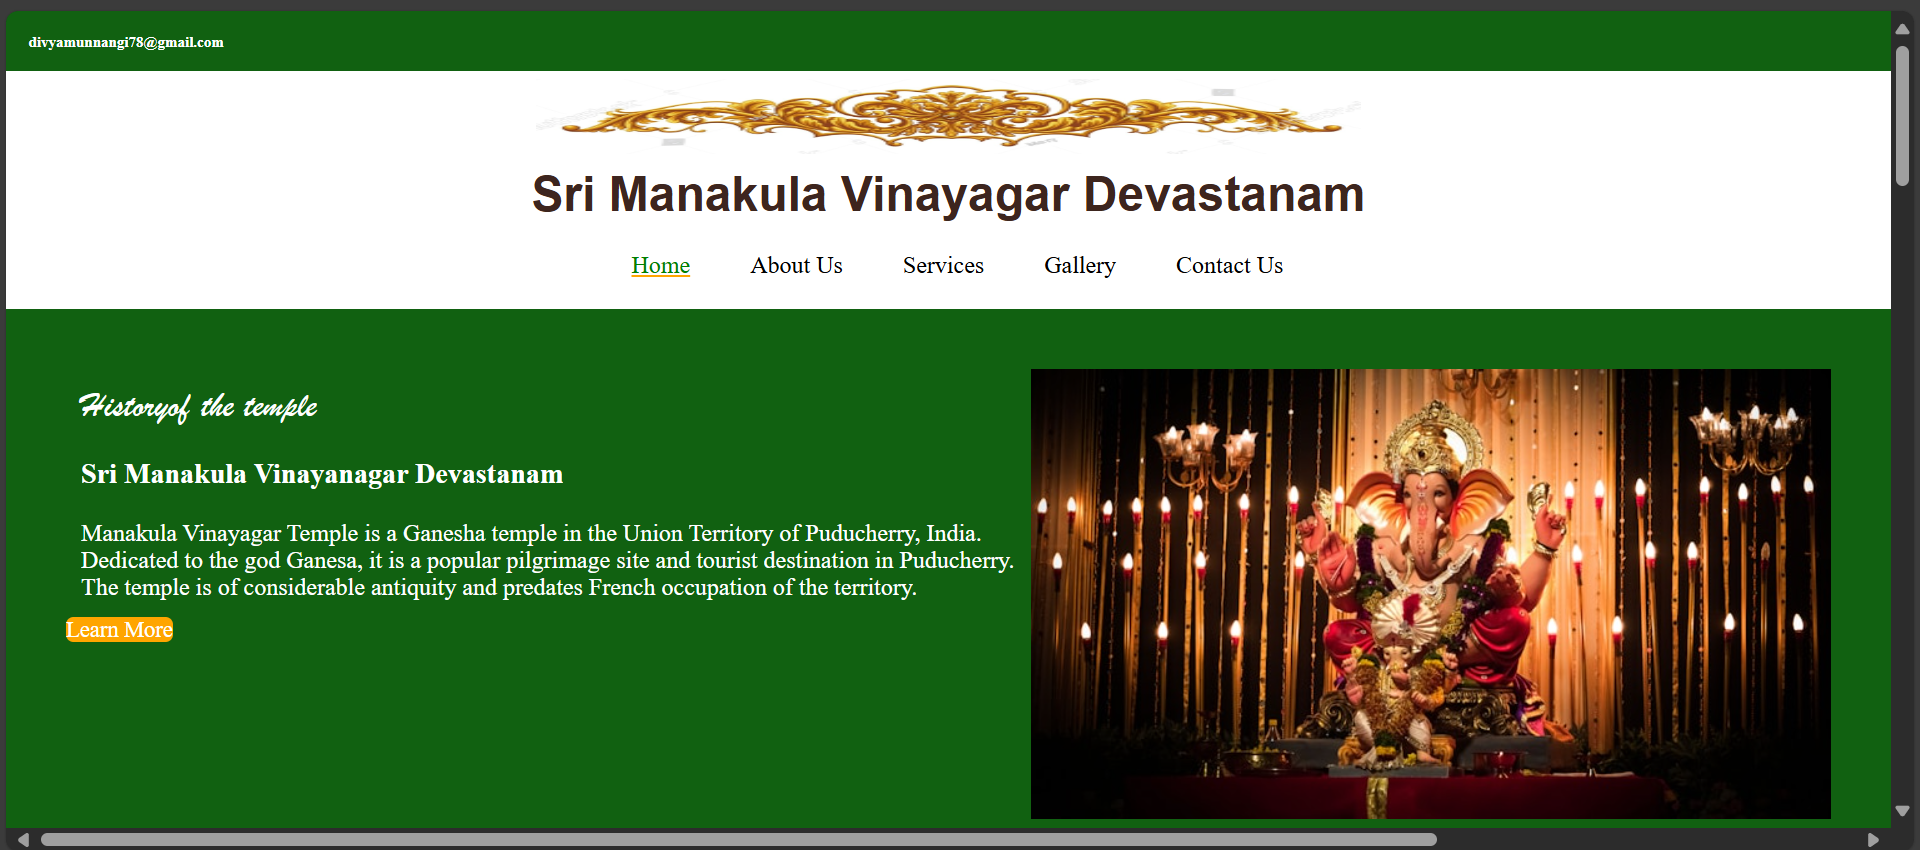 divyamunnangi78@gmail.com
Sri Manakula Vinayagar Devastanam
Home About Us Services Gallery Contact Us
Historyof the temple
Sri Manakula Vinayanagar Devastanam
Manakula Vinayagar Temple is a Ganesha temple in the Union Territory of Puducherry, India.
Dedicated to the god Ganesa, it is a popular pilgrimage site and tourist destination in Puducherry.
The temple is of considerable antiquity and predates French occupation of the territory.
Learn More